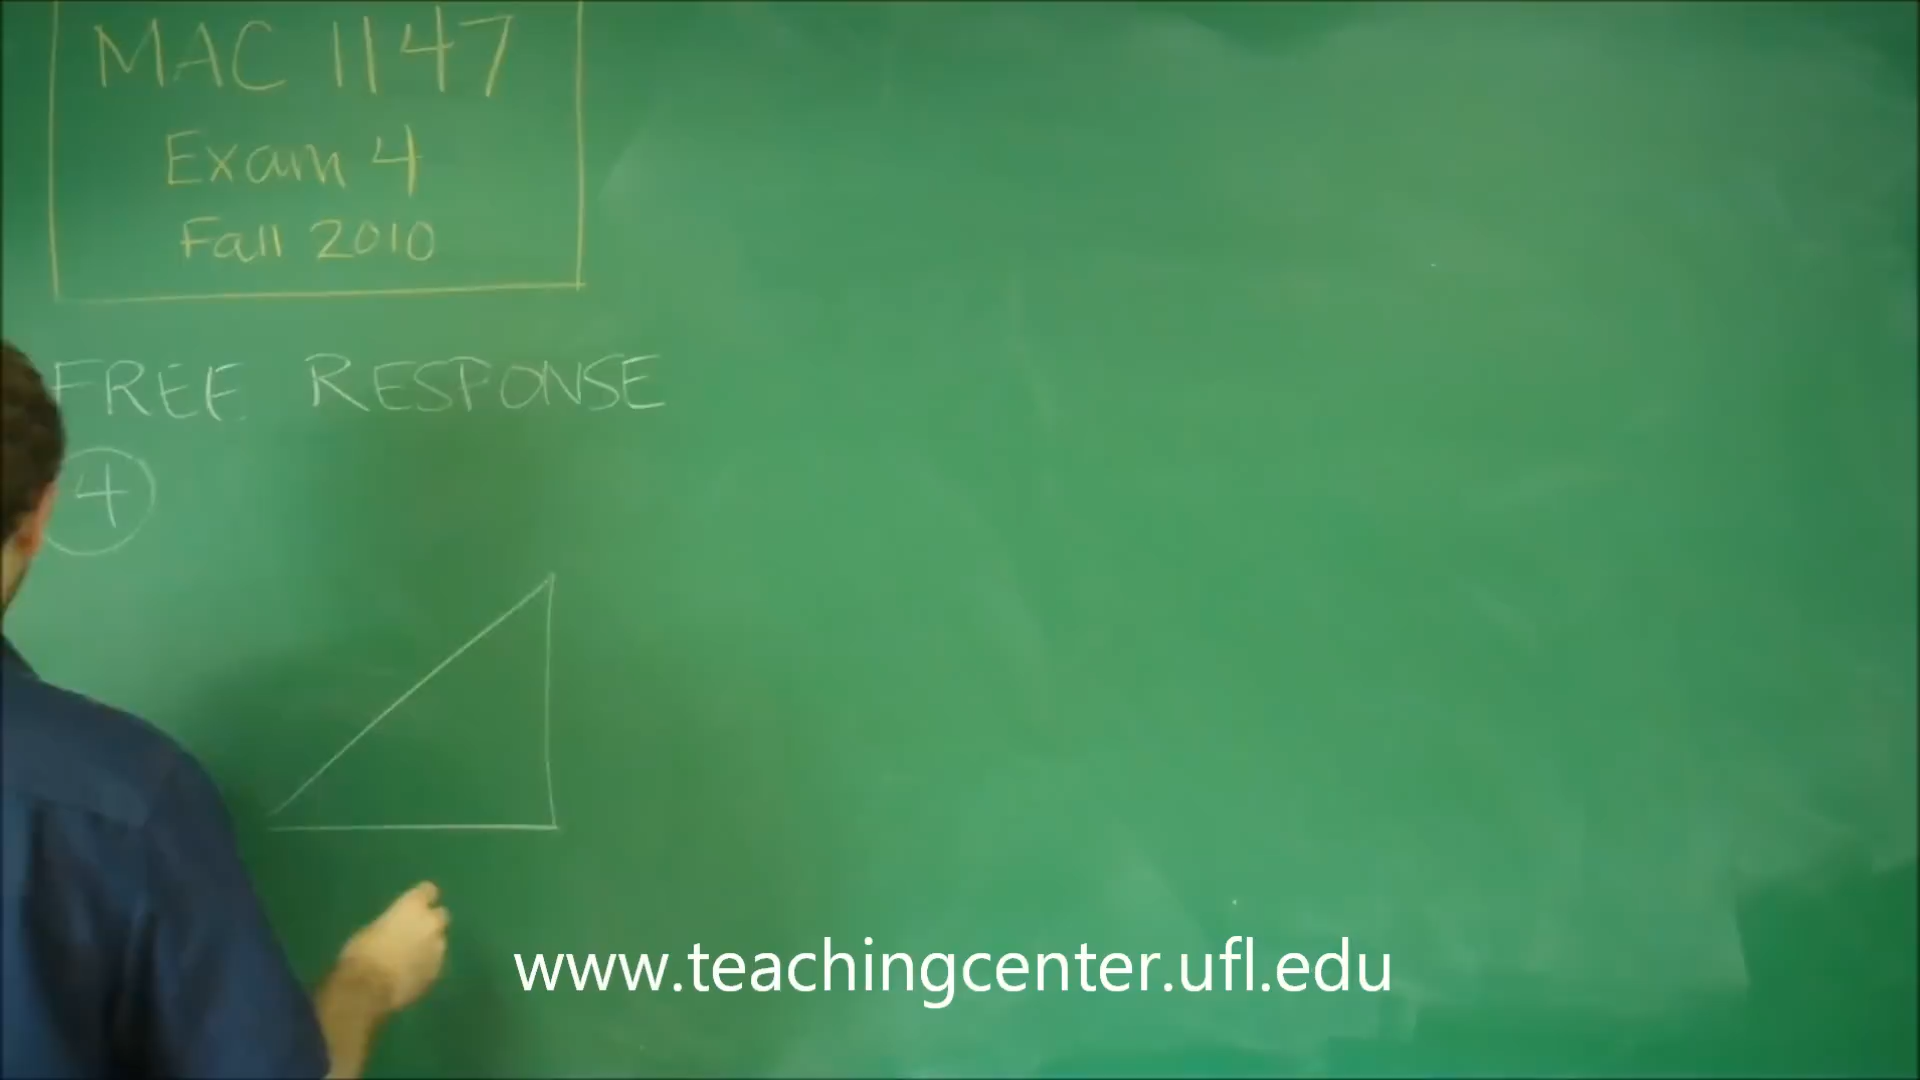 MAC 1147
Exam 4
Fall 2010
FREE RESPONSE
4
www.teachingcenter.ufl.edu